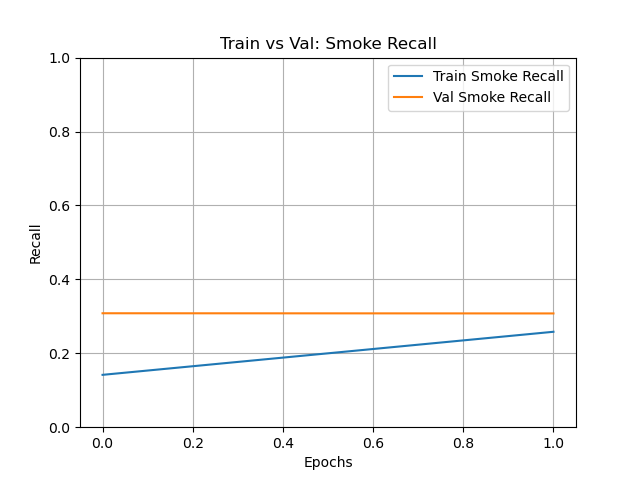 Train vs Val: Smoke Recall
1.0
0.8
0.6
0.4
0.2
0.0
Recall
Train Smoke Recall
Val Smoke Recall
0.0 0.2 0.4 0.6 0.8 1.0
Epochs